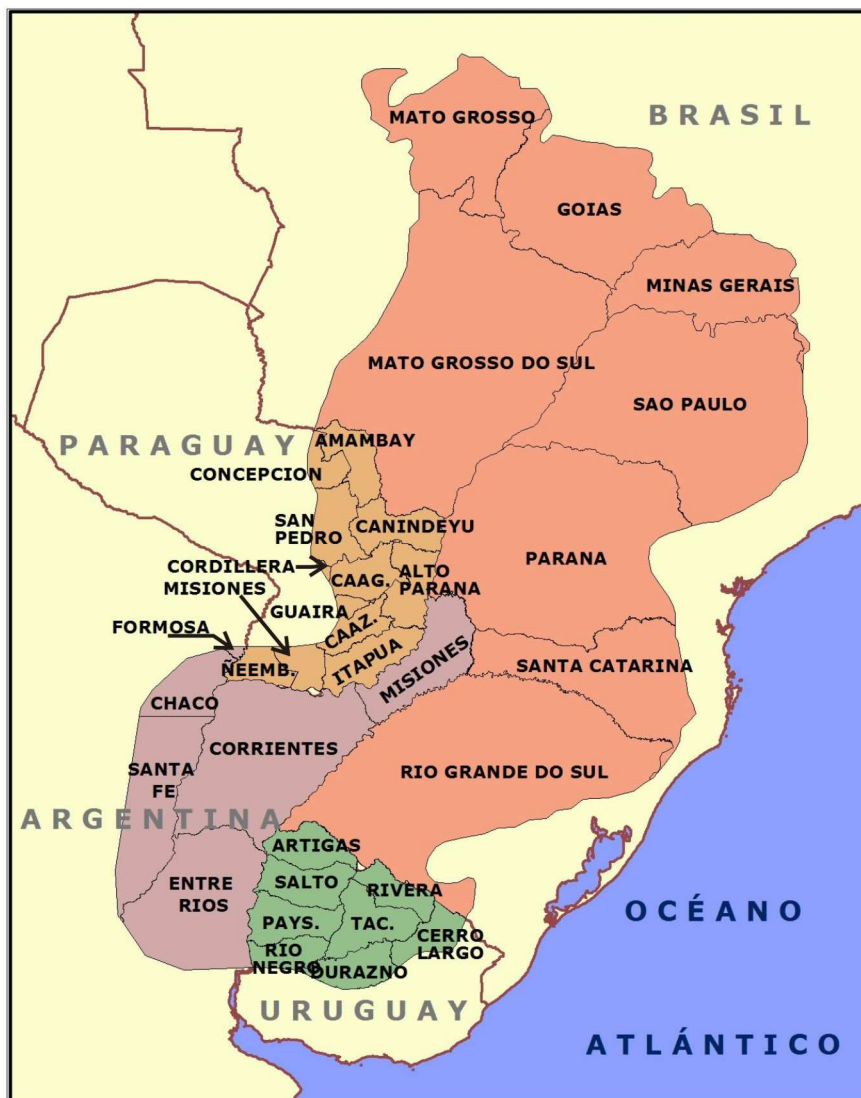 MATO GROSSO
BRASIL
GOIAS
MINAS GERAIS
MATO GROSSO DO SUL
SAO PAULO
PARAGUAY
AMAMBAY
CONCEPCION
SAN
PEDRO
CANINDEYU
PARANA
CORDILLERA
CAAG.
ALTO
PARANA
MISIONES
GUAIRA
FORMOSA
CAAZ.
ITAPUA
MISIONES
SANTA CATARINA
NEEMB.
CHACO
CORRIENTES
SANTA
FE
RIO GRANDE DO SUL
ARGENTINA
ARTIGAS
ENTRE
RIOS
SALTO
RIVERA
PAYS.
TAC.
CERRO
LARGO
RIO
NEGRO
DURAZNO
URUGUAY
OCÉANO
ATLÁNTICO